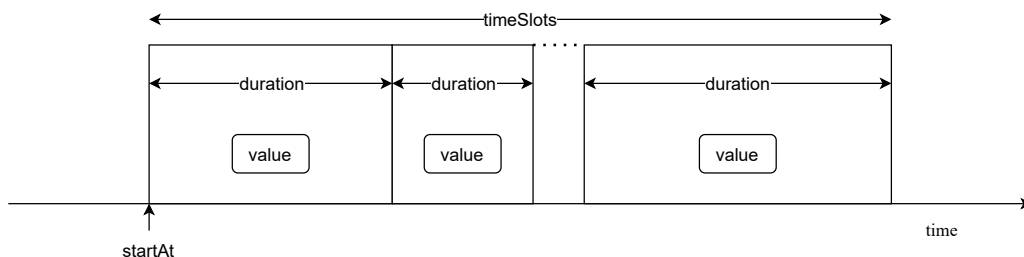 timeSlots
duration
duration
duration
value
value
value
time
startAt